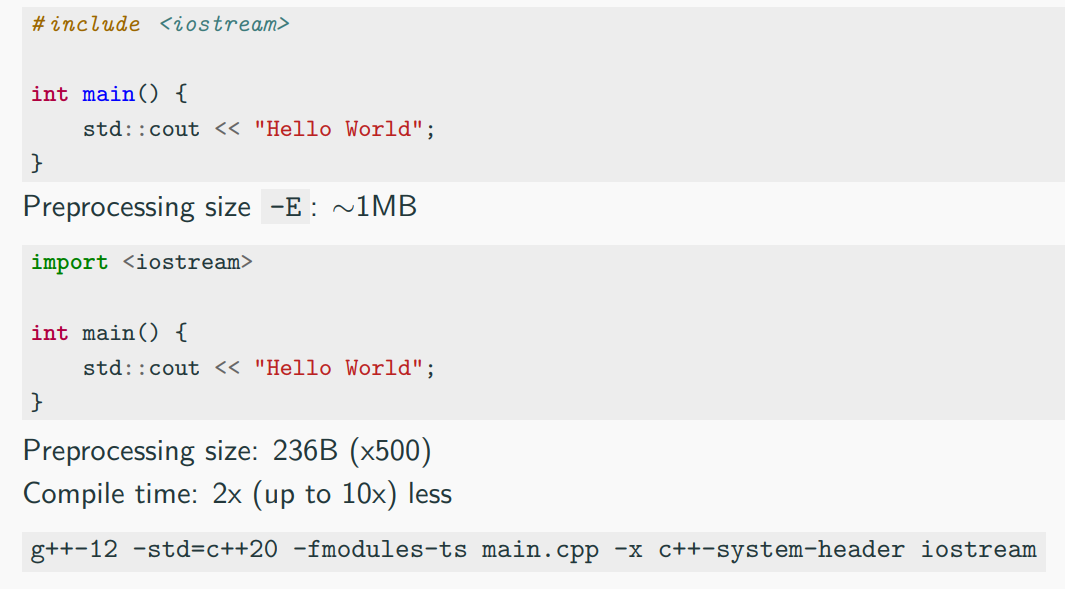 #include <iostream>
int main() {
    std::cout << "Hello World";
}
Preprocessing size -E: ~1MB
import <iostream>
int main() {
    std::cout << "Hello World";
}
Preprocessing size: 236B (x500)
Compile time: 2x (up to 10x) less
g++-12 -std=c++20 -fmodules-ts main.cpp -x c++-system-header iostream